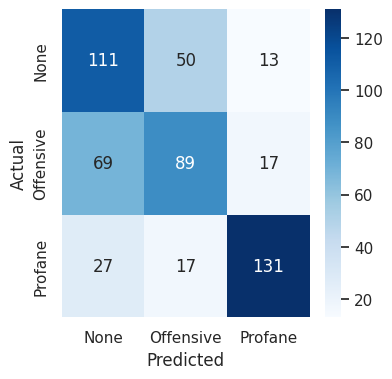 None 111 50 13
Offensive 69 89 17
Profane 27 17 131
None Offensive Profane
Actual
Predicted
120
100
80
60
40
20